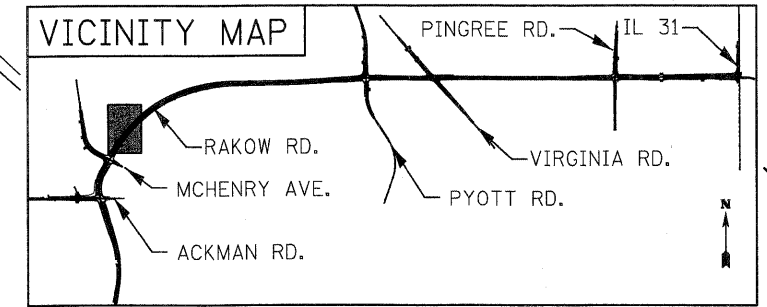 VICINITY MAP
PINGREE RD.
IL 31
RAKOW RD.
VIRGINIA RD.
MCHENRY AVE.
PYOTT RD.
N
ACKMAN RD.